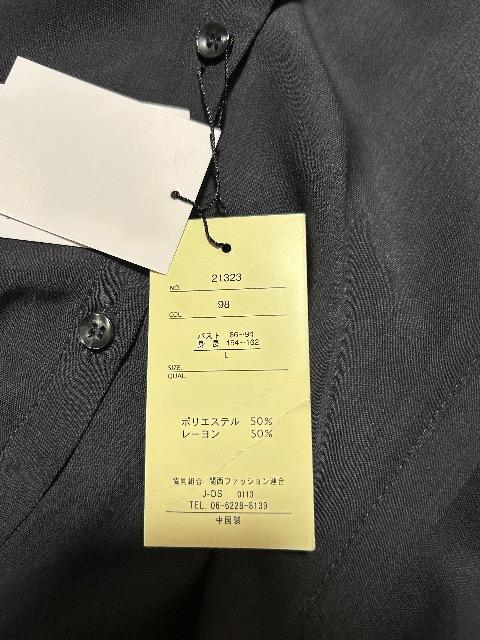 NO. 21323
COL. 98
バスト 86~94
身 長 154~162
L
SIZE.
QUAL.
ポリエステル 50%
レーヨン 50%
協同組合 関西ファッション連合
J-OS 0113
TEL. 06-6228-8139
中国製